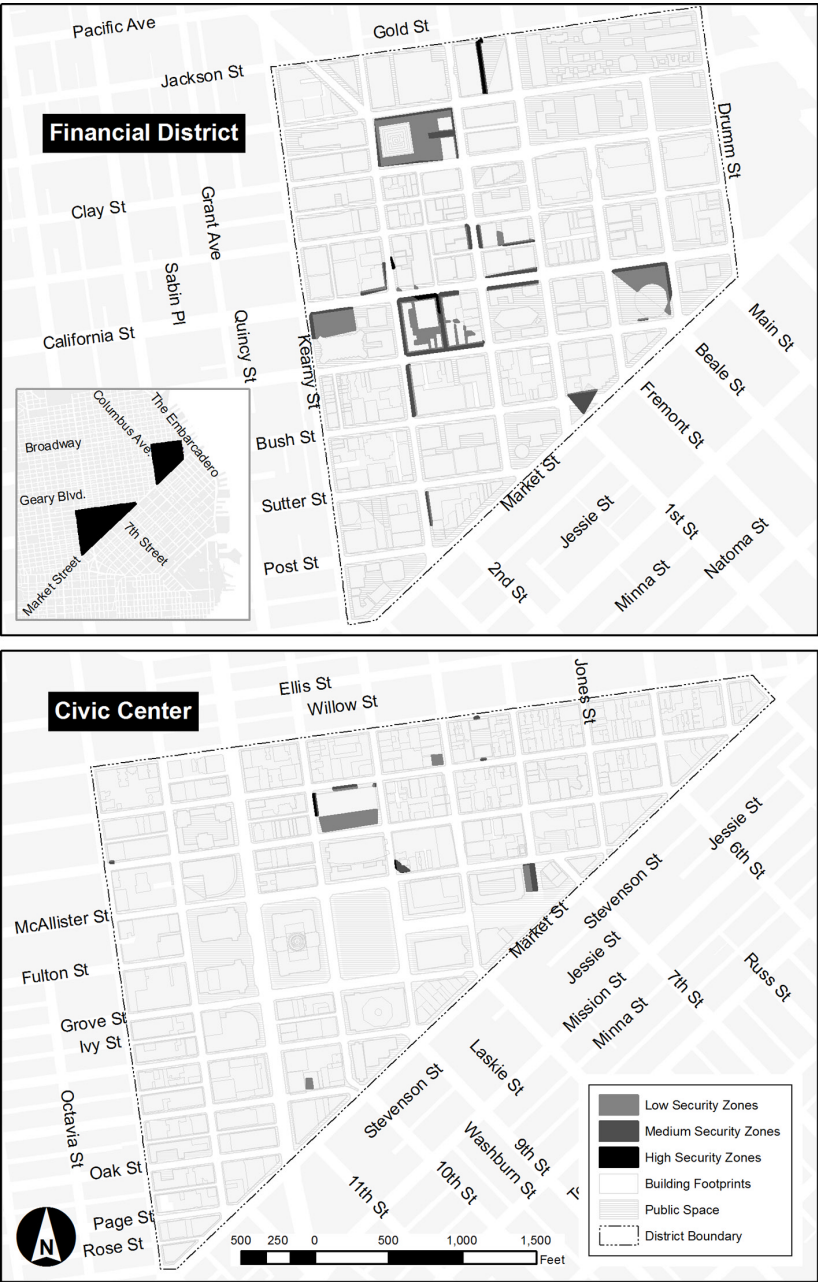 Pacific Ave
Gold St
Jackson St
Financial District
Drumm St
Clay St
Grant Ave
Sabin Pl
California St
Quincy St
Kearny St
Main St
Beale St
Fremont St
Bush St
Sutter St
Market St
Post St
Jessie St
1st St
Natoma St
2nd St
Minna St
Columbus Ave.
The Embarcadero
Broadway
Geary Blvd.
7th Street
Market Street
Ellis St
Willow St
Jones St
Civic Center
Jessie St
6th St
Stevenson St
McAllister St
Market St
Fulton St
Jessie St
Russ St
7th St
Mission St
Grove St
Minna St
Ivy St
Laskie St
Octavia St
Stevenson St
9th St
Washburn St
Oak St
10th St
11th St
Page St
Rose St
N
Low Security Zones
Medium Security Zones
High Security Zones
Building Footprints
Public Space
District Boundary
500 250 0 500 1,000 1,500
Feet